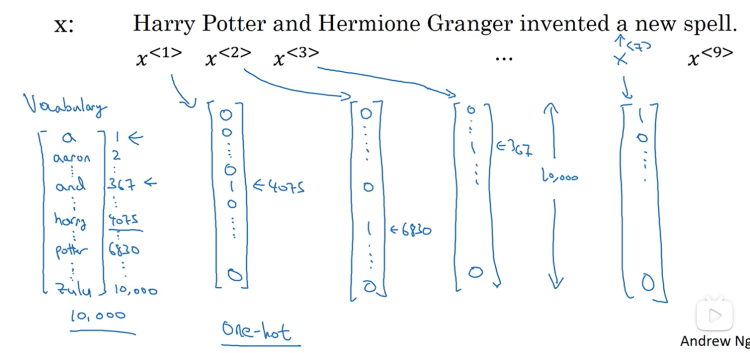 x: Harry Potter and Hermione Granger invented a new spell.
x<1> x<2> x<3> ... x<7> x<9>
Vocabulary
a 1 ←
aaron 2
⋮ ⋮
and 367 ←
⋮ ⋮
harry 4075
⋮ ⋮
potter 6830
⋮ ⋮
zulu 10,000
10,000
0
0
⋮
0
1 ← 4075
0
⋮
0
0
⋮
0
1 ← 6830
⋮
0
0
⋮
1 ← 367
⋮
0
10,000
1
0
⋮
0
One-hot
Andrew Ng